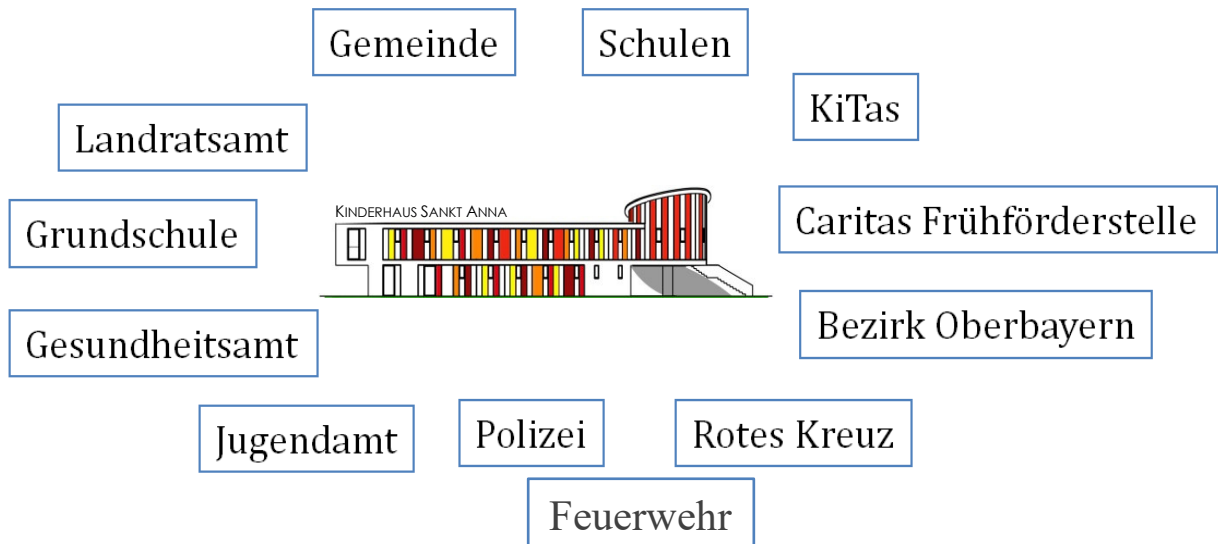 Gemeinde
Schulen
KiTas
Landratsamt
KINDERHAUS SANKT ANNA
Caritas Frühförderstelle
Grundschule
Bezirk Oberbayern
Gesundheitsamt
Jugendamt
Polizei
Rotes Kreuz
Feuerwehr